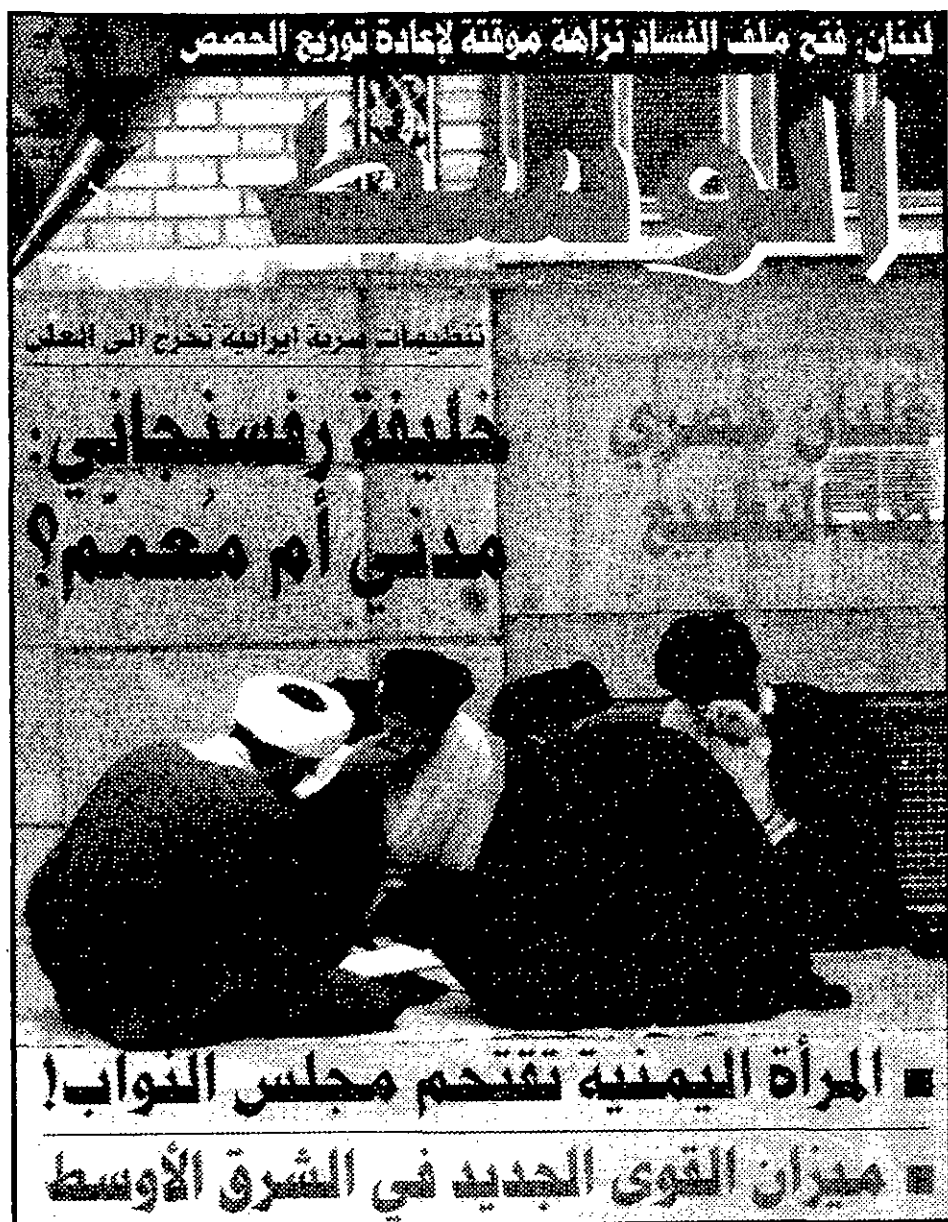 لبنان: فتح ملف الفساد نزاهة موقتة لإعادة توزيع الحصص
تنظيمات سرية ايرانية تخرج الى العلن
خليفة رفسنجاني:
مدني أم مُعمم؟
■ المرأة اليمنية تقتحم مجلس النواب!
■ ميزان القوى الجديد في الشرق الأوسط